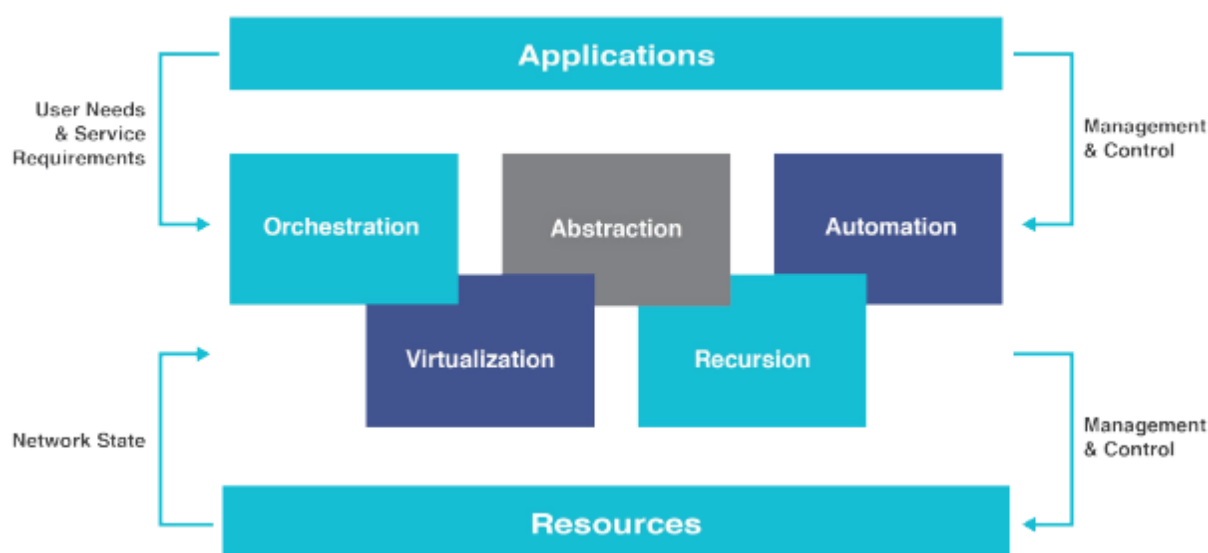 Applications
User Needs
& Service
Requirements
Management
& Control
Orchestration
Abstraction
Automation
Virtualization
Recursion
Network State
Management
& Control
Resources